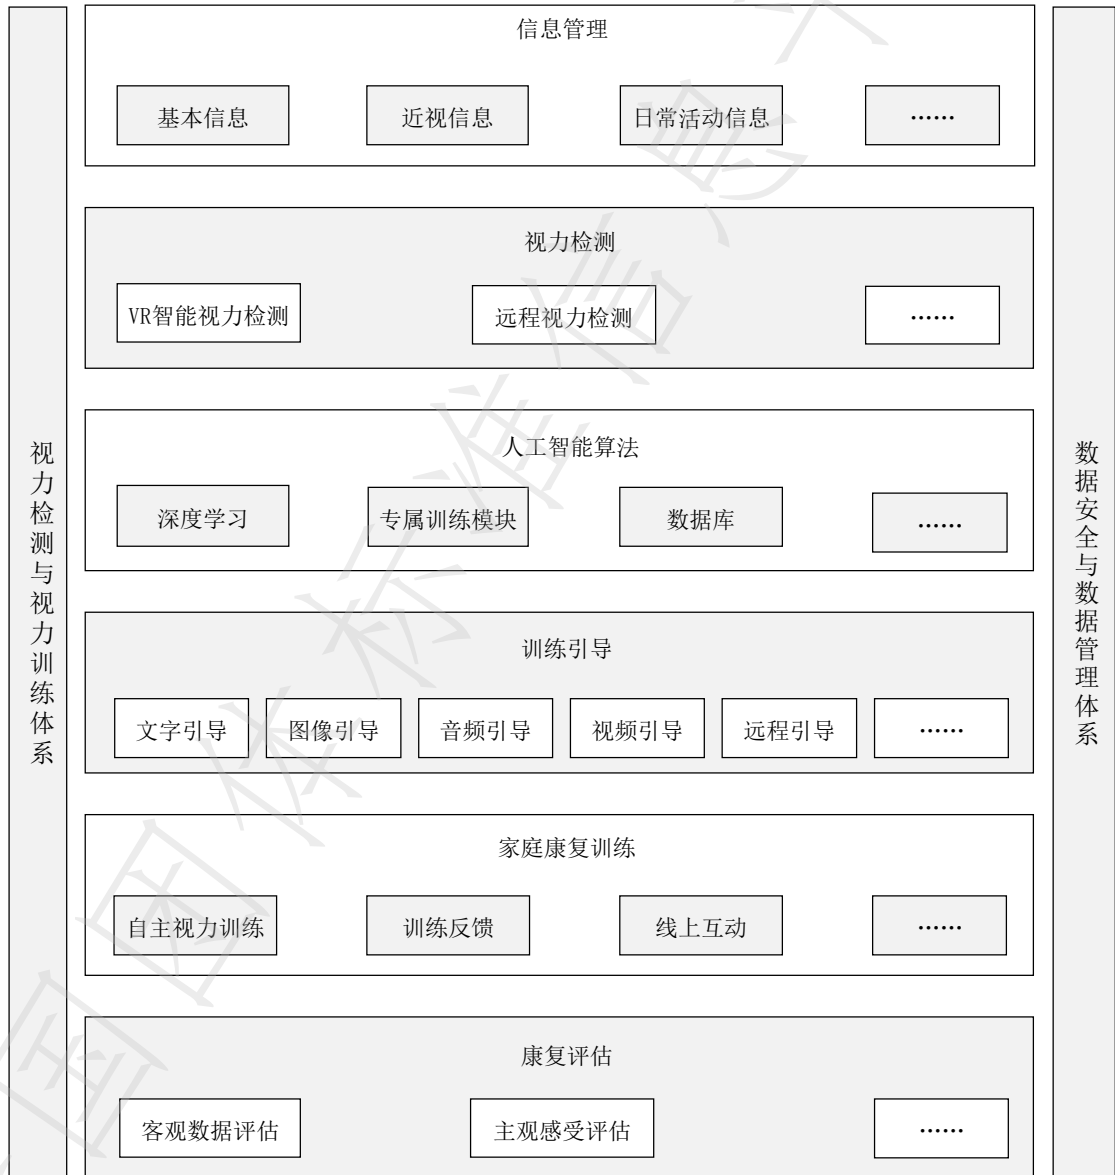 信息管理
基本信息
近视信息
日常活动信息
……
视力检测
VR智能视力检测
远程视力检测
……
人工智能算法
深度学习
专属训练模块
数据库
……
训练引导
文字引导
图像引导
音频引导
视频引导
远程引导
……
家庭康复训练
自主视力训练
训练反馈
线上互动
……
康复评估
客观数据评估
主观感受评估
……
视力检测与视力训练体系
数据安全与数据管理体系